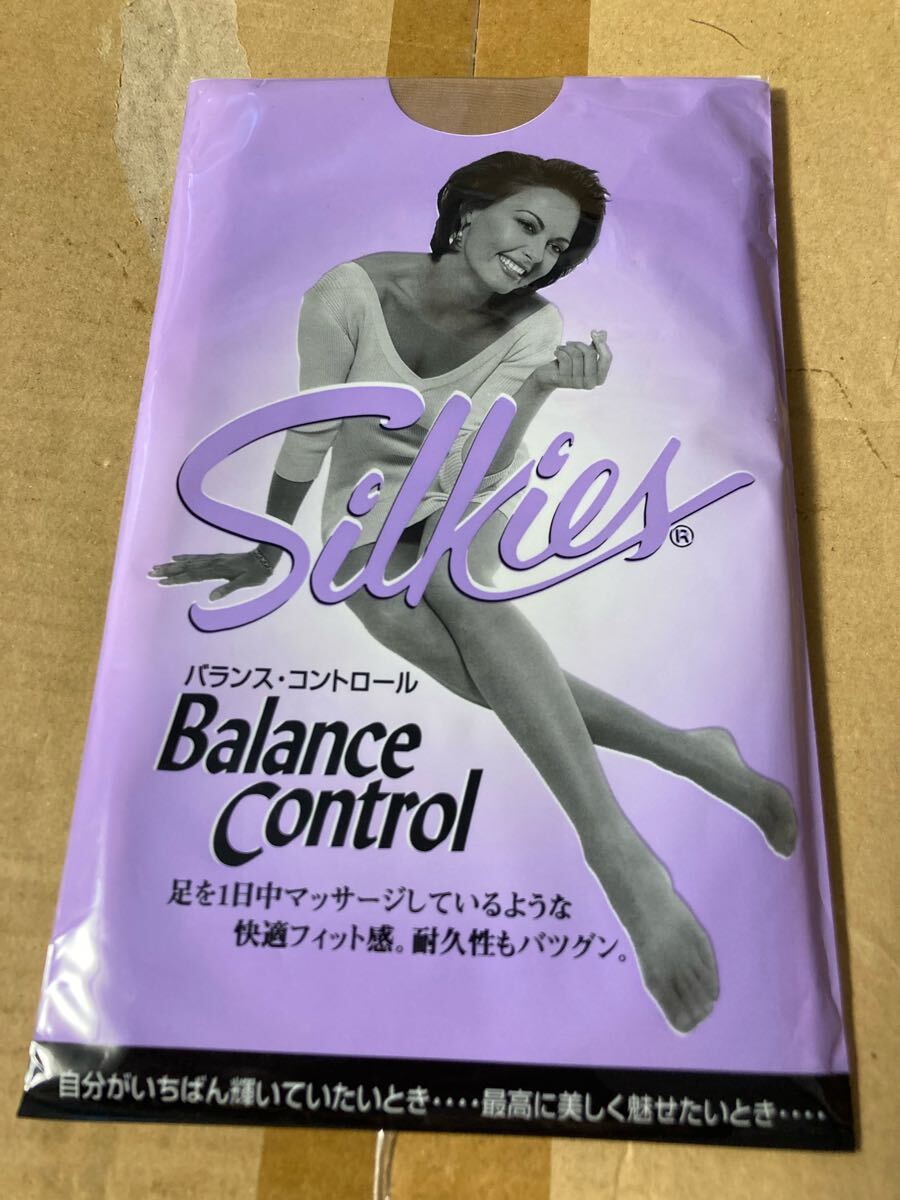 Silkies®
バランス・コントロール
Balance
Control
足を1日中マッサージしているような
快適フィット感。耐久性もバツグン。
自分がいちばん輝いていたいとき‥‥最高に美しく魅せたいとき‥‥